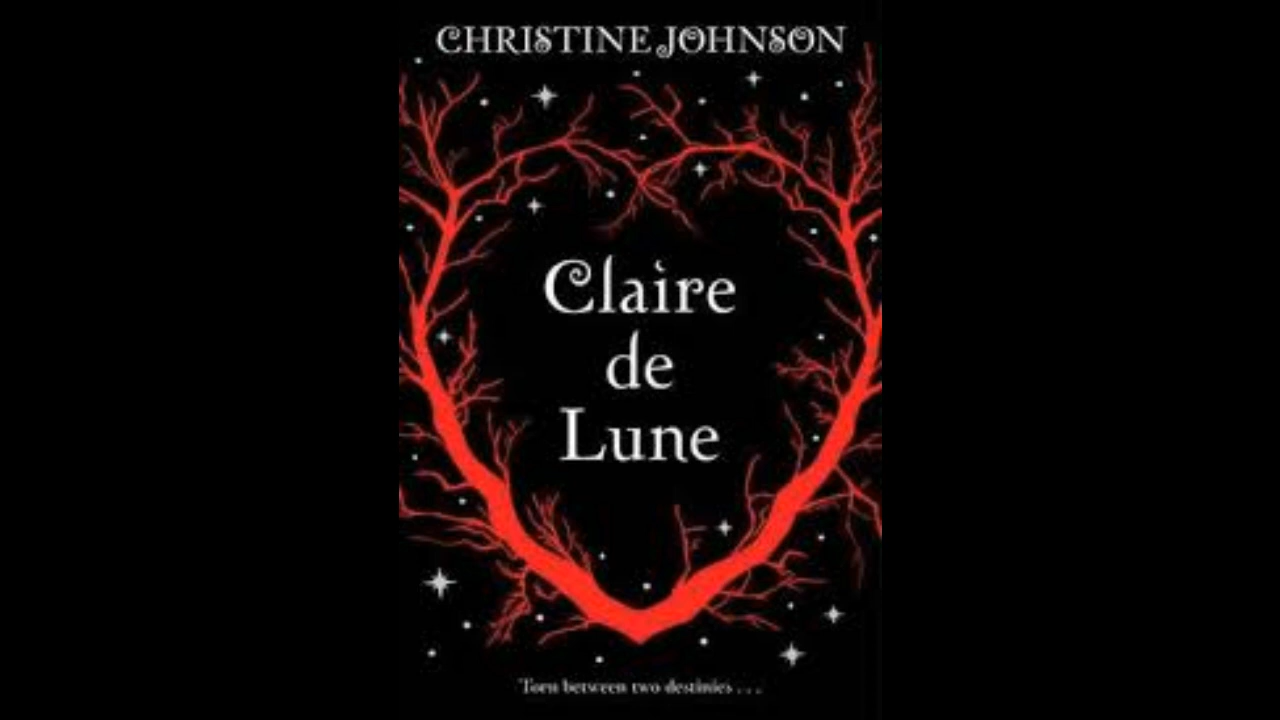 CHRISTINE JOHNSON
Claire
de
Lune
Torn between two destinies . . .